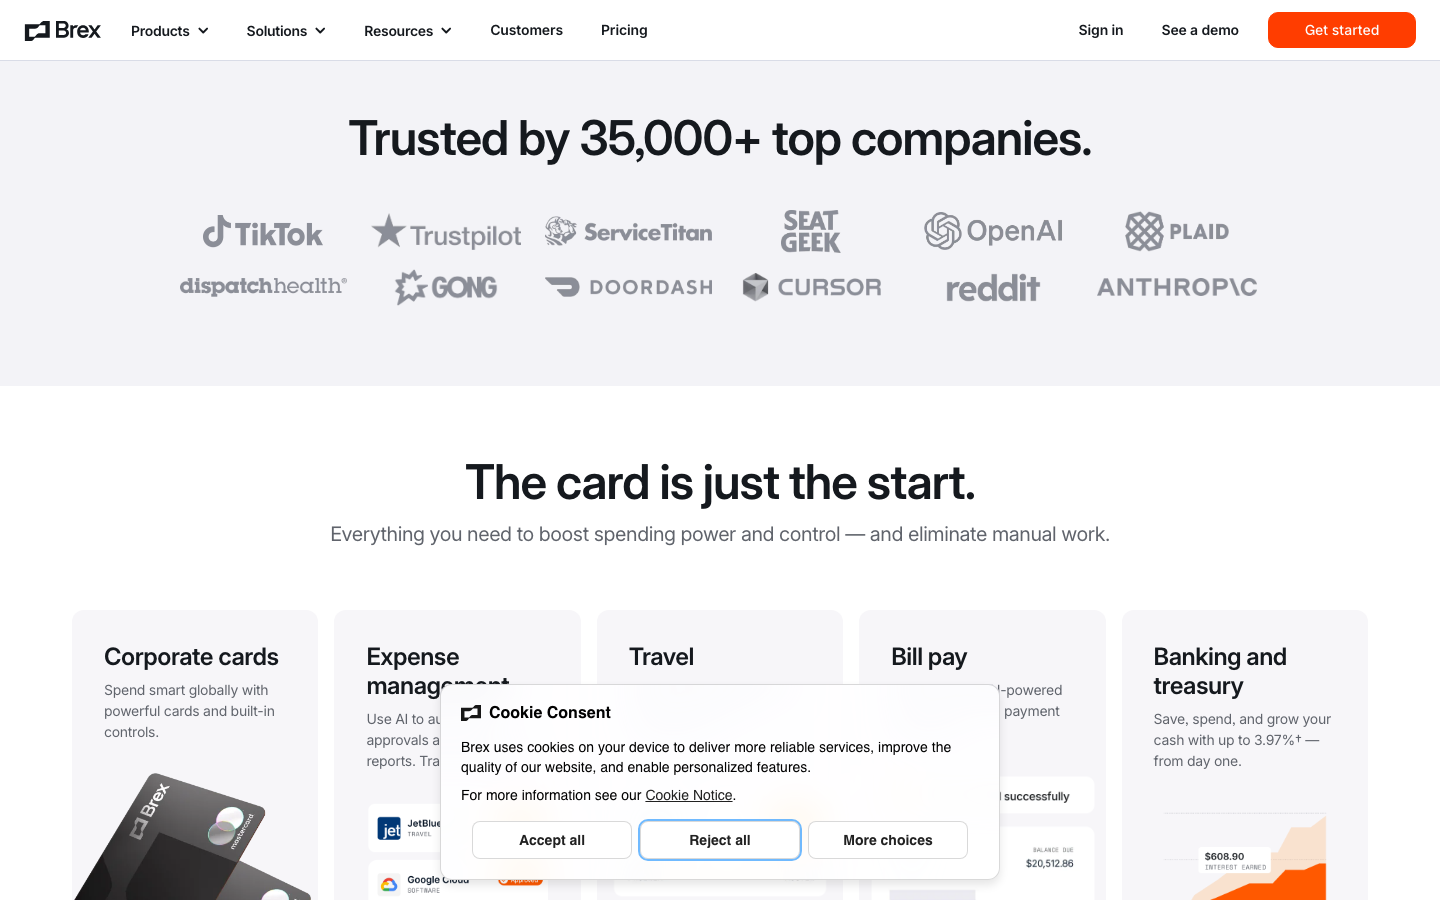 Brex
Products
Solutions
Resources
Customers
Pricing
Sign in
See a demo
Get started
Trusted by 35,000+ top companies.
TikTok
Trustpilot
ServiceTitan
SEAT
GEEK
OpenAI
PLAID
dispatchhealth®
GONG
DOORDASH
CURSOR
reddit
ANTHROP\C
The card is just the start.
Everything you need to boost spending power and control — and eliminate manual work.
Corporate cards
Spend smart globally with
powerful cards and built-in
controls.
Brex
mastercard
Expense
management
Use AI to au
approvals a
reports. Tra
jet
JetBlue
TRAVEL
Google Cloud
SOFTWARE
Travel
Bill pay
-powered
payment
successfully
BALANCE DUE
$20,512.86
Banking and
treasury
Save, spend, and grow your
cash with up to 3.97%† —
from day one.
$608.90
INTEREST EARNED
Cookie Consent
Brex uses cookies on your device to deliver more reliable services, improve the
quality of our website, and enable personalized features.
For more information see our Cookie Notice.
Accept all
Reject all
More choices